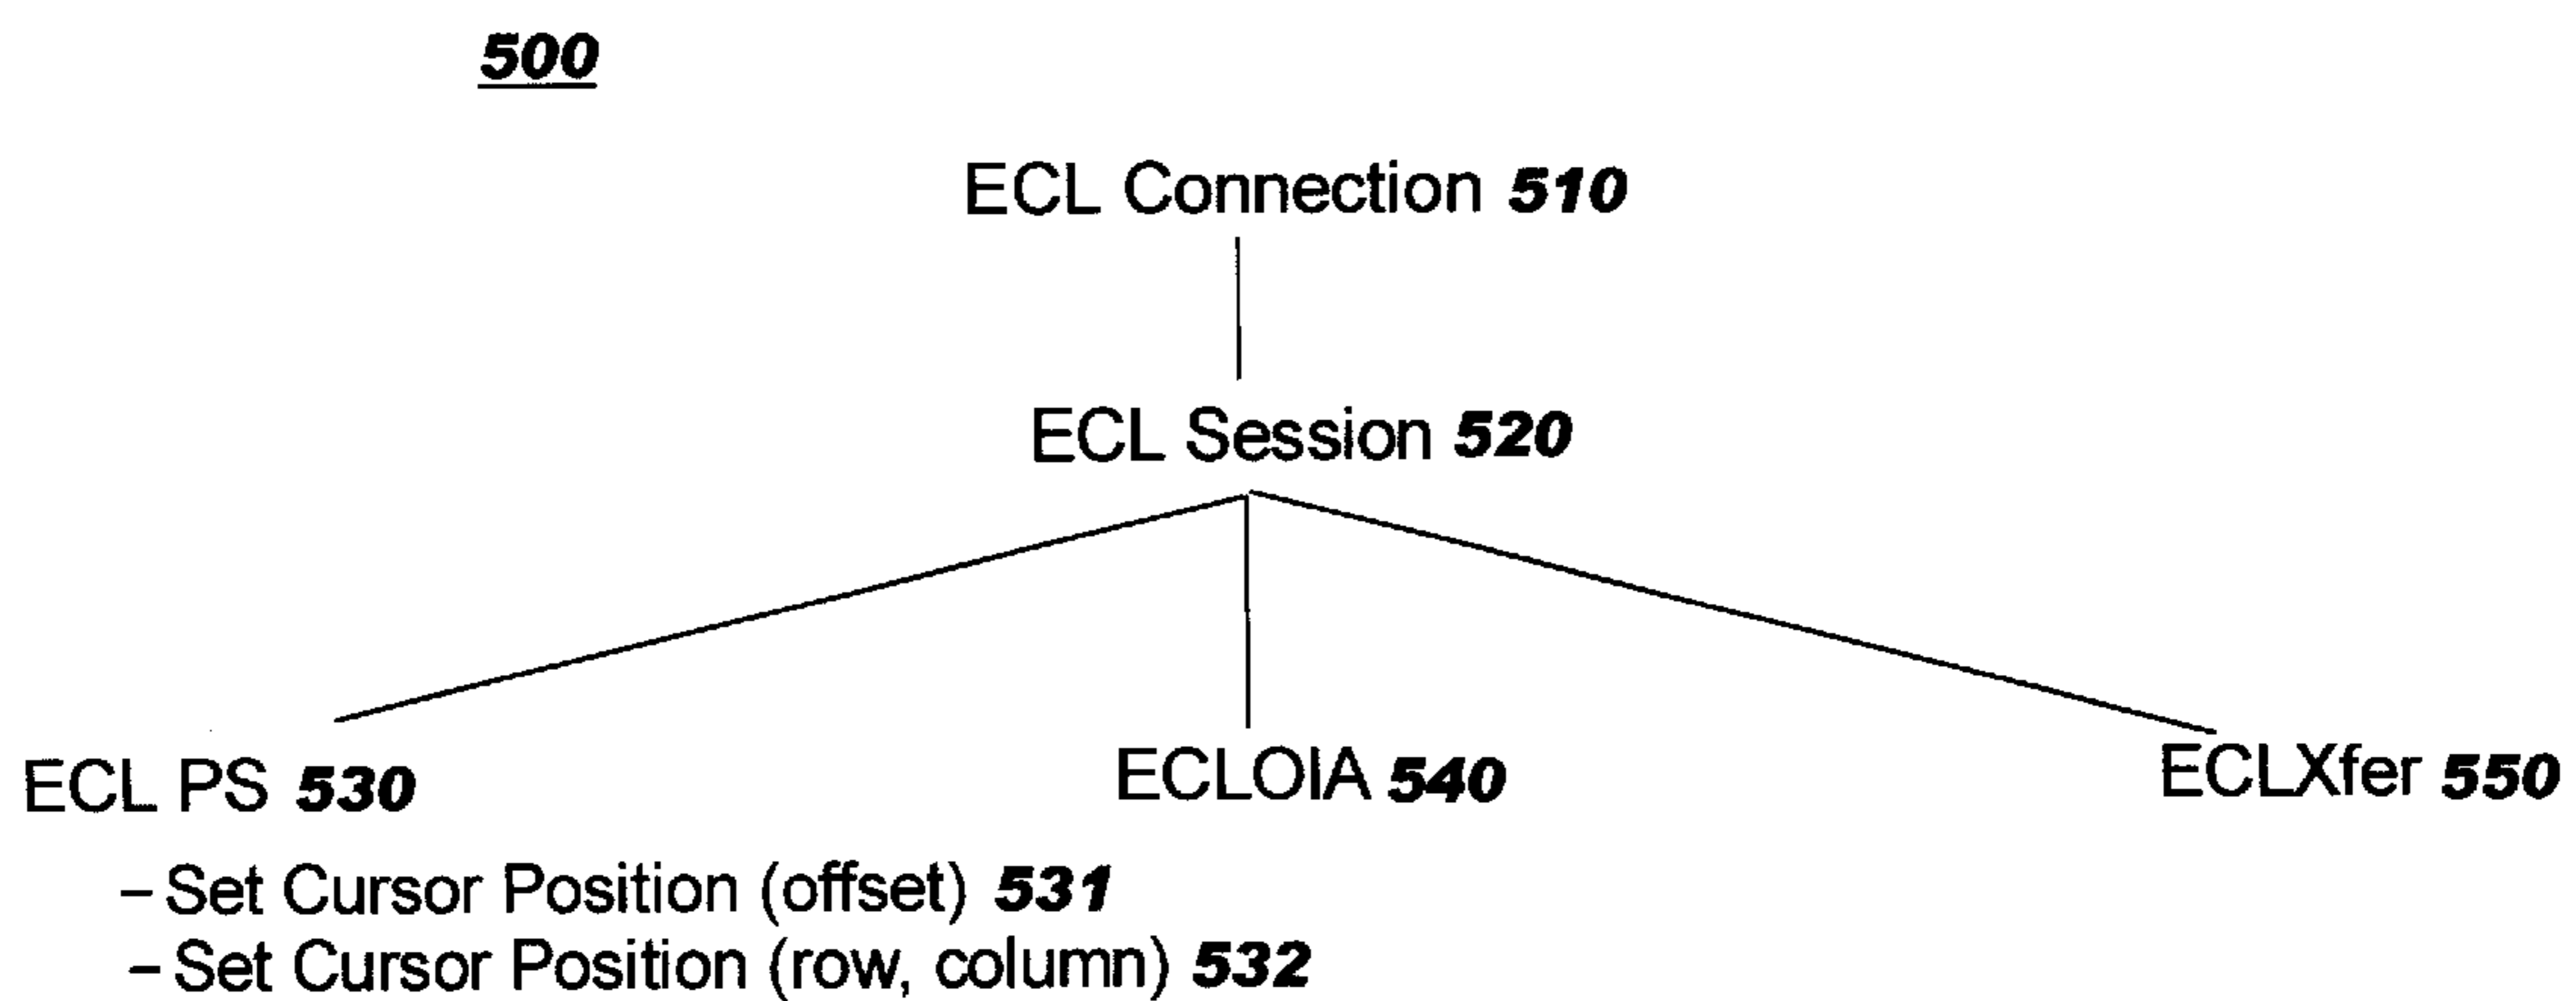 500
ECL Connection 510
ECL Session 520
ECL PS 530
ECLOIA 540
ECLXfer 550
– Set Cursor Position (offset) 531
– Set Cursor Position (row, column) 532